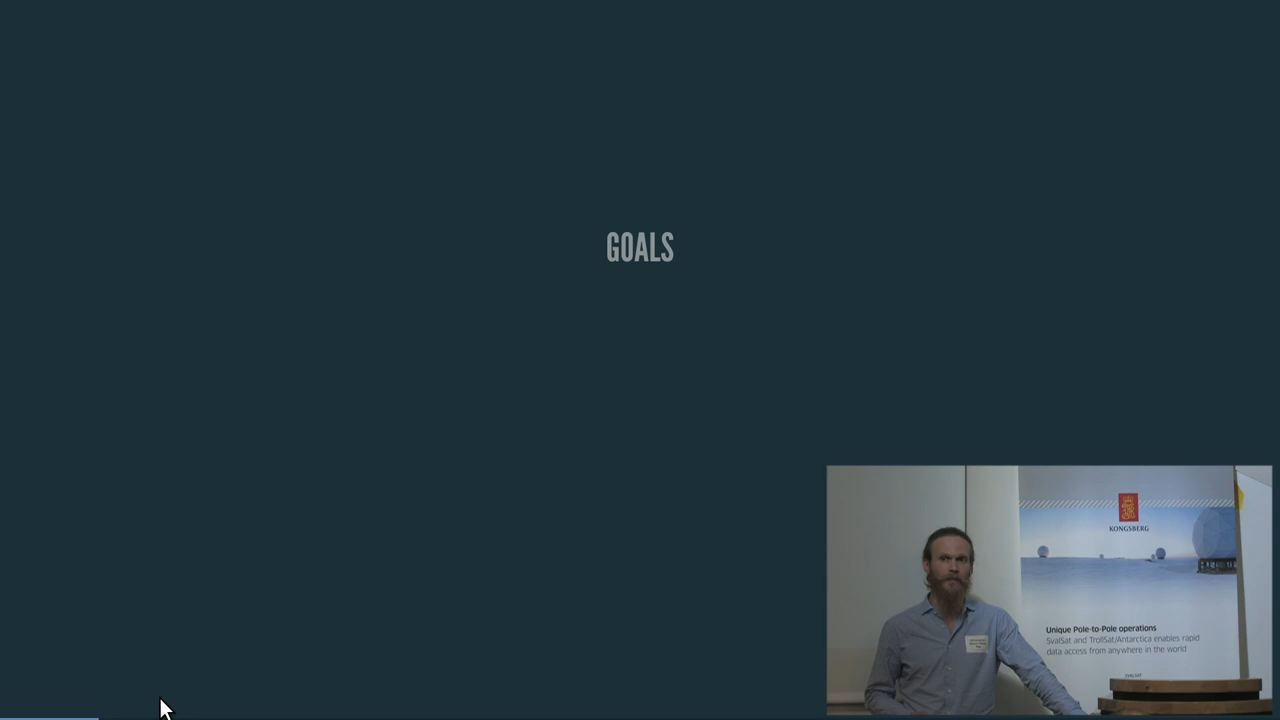 GOALS
KONGSBERG
Unique Pole-to-Pole operations
SvalSat and TrollSat/Antarctica enables rapid
data access from anywhere in the world
SVALSAT